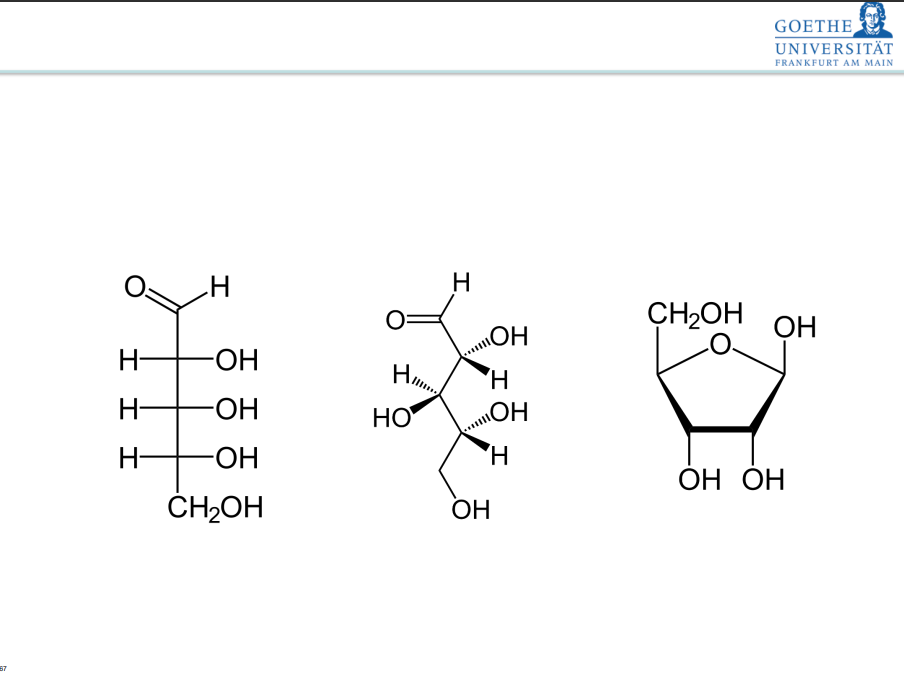 GOETHE
UNIVERSITÄT
FRANKFURT AM MAIN
O H
H OH
H OH
H OH
CH₂OH
H
O
OH
H H
HO OH
H
OH
CH₂OH OH
O
OH OH
67